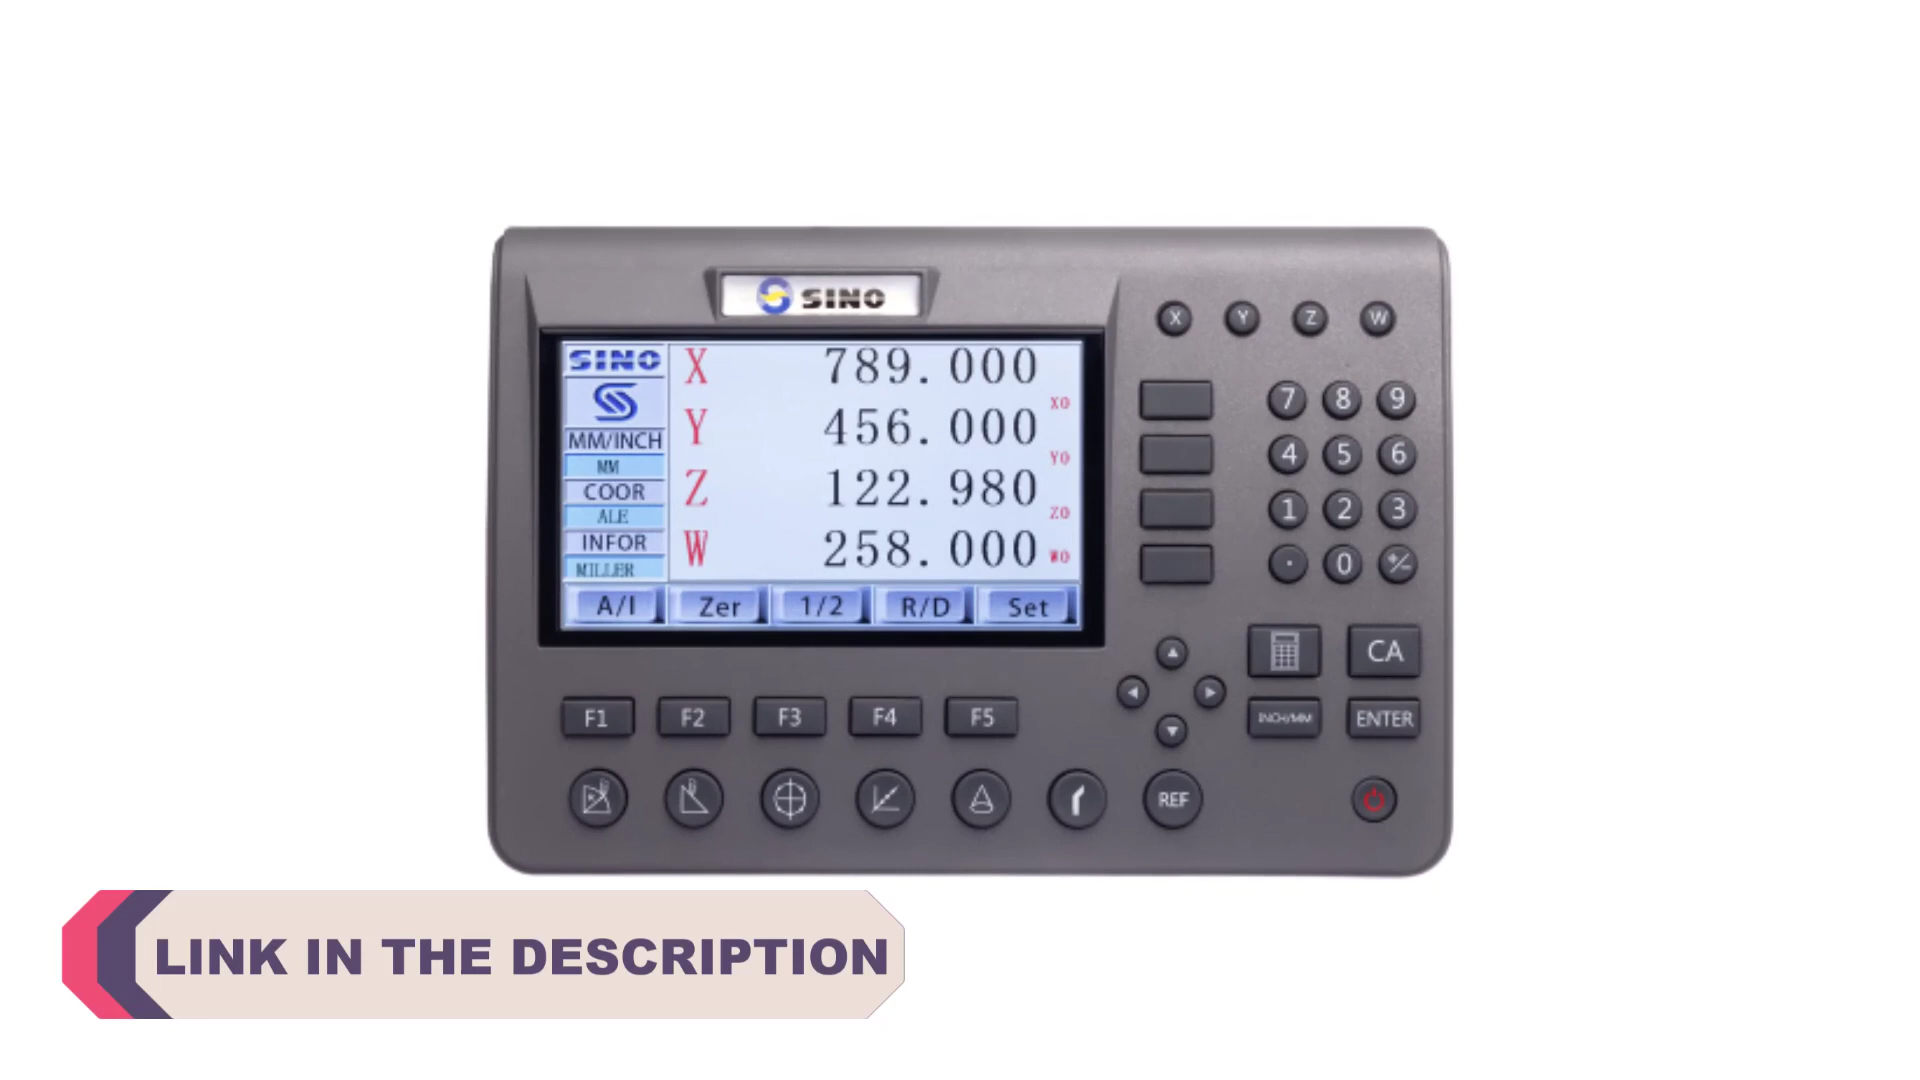 SINO
X Y Z W
SINO
MM/INCH
MM
COOR
ALE
INFOR
MILLER
X 789.000 X0
Y 456.000 Y0
Z 122.980 Z0
W 258.000 W0
A/I Zer 1/2 R/D Set
7 8 9
4 5 6
1 2 3
. 0 +/-
CA
INCH/MM ENTER
F1 F2 F3 F4 F5
REF
LINK IN THE DESCRIPTION